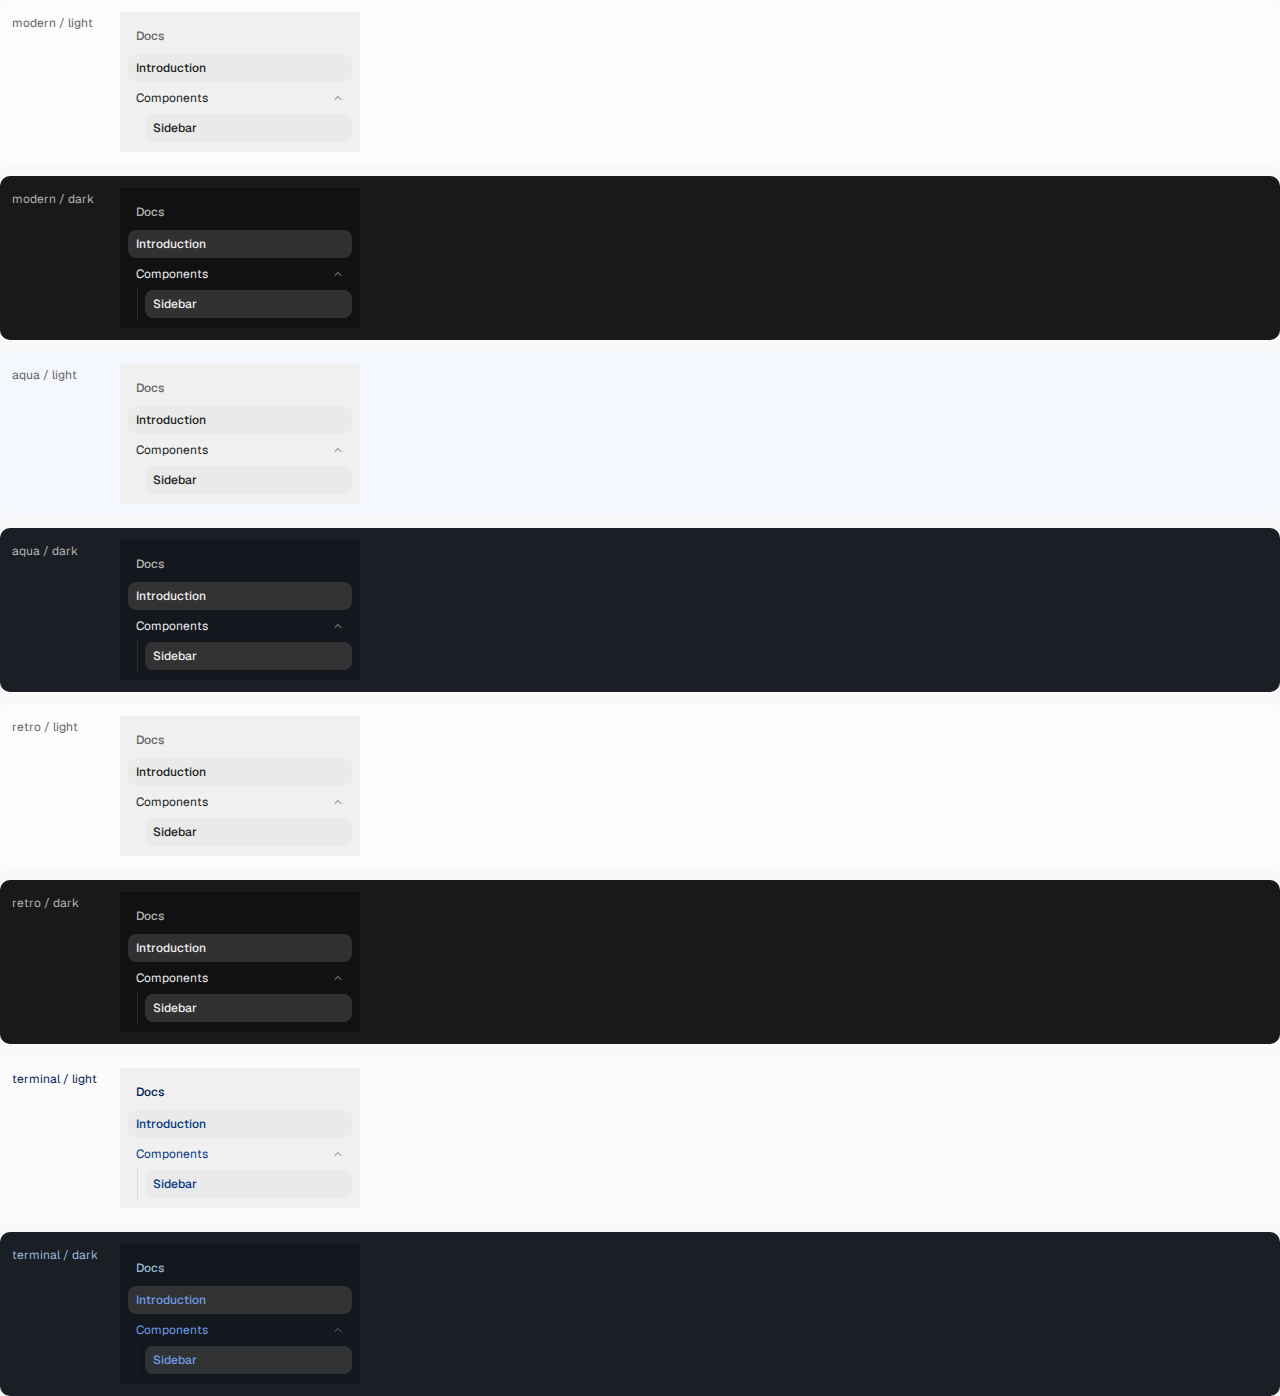 modern / light
Docs
Introduction
Components
Sidebar
modern / dark
Docs
Introduction
Components
Sidebar
aqua / light
Docs
Introduction
Components
Sidebar
aqua / dark
Docs
Introduction
Components
Sidebar
retro / light
Docs
Introduction
Components
Sidebar
retro / dark
Docs
Introduction
Components
Sidebar
terminal / light
Docs
Introduction
Components
Sidebar
terminal / dark
Docs
Introduction
Components
Sidebar